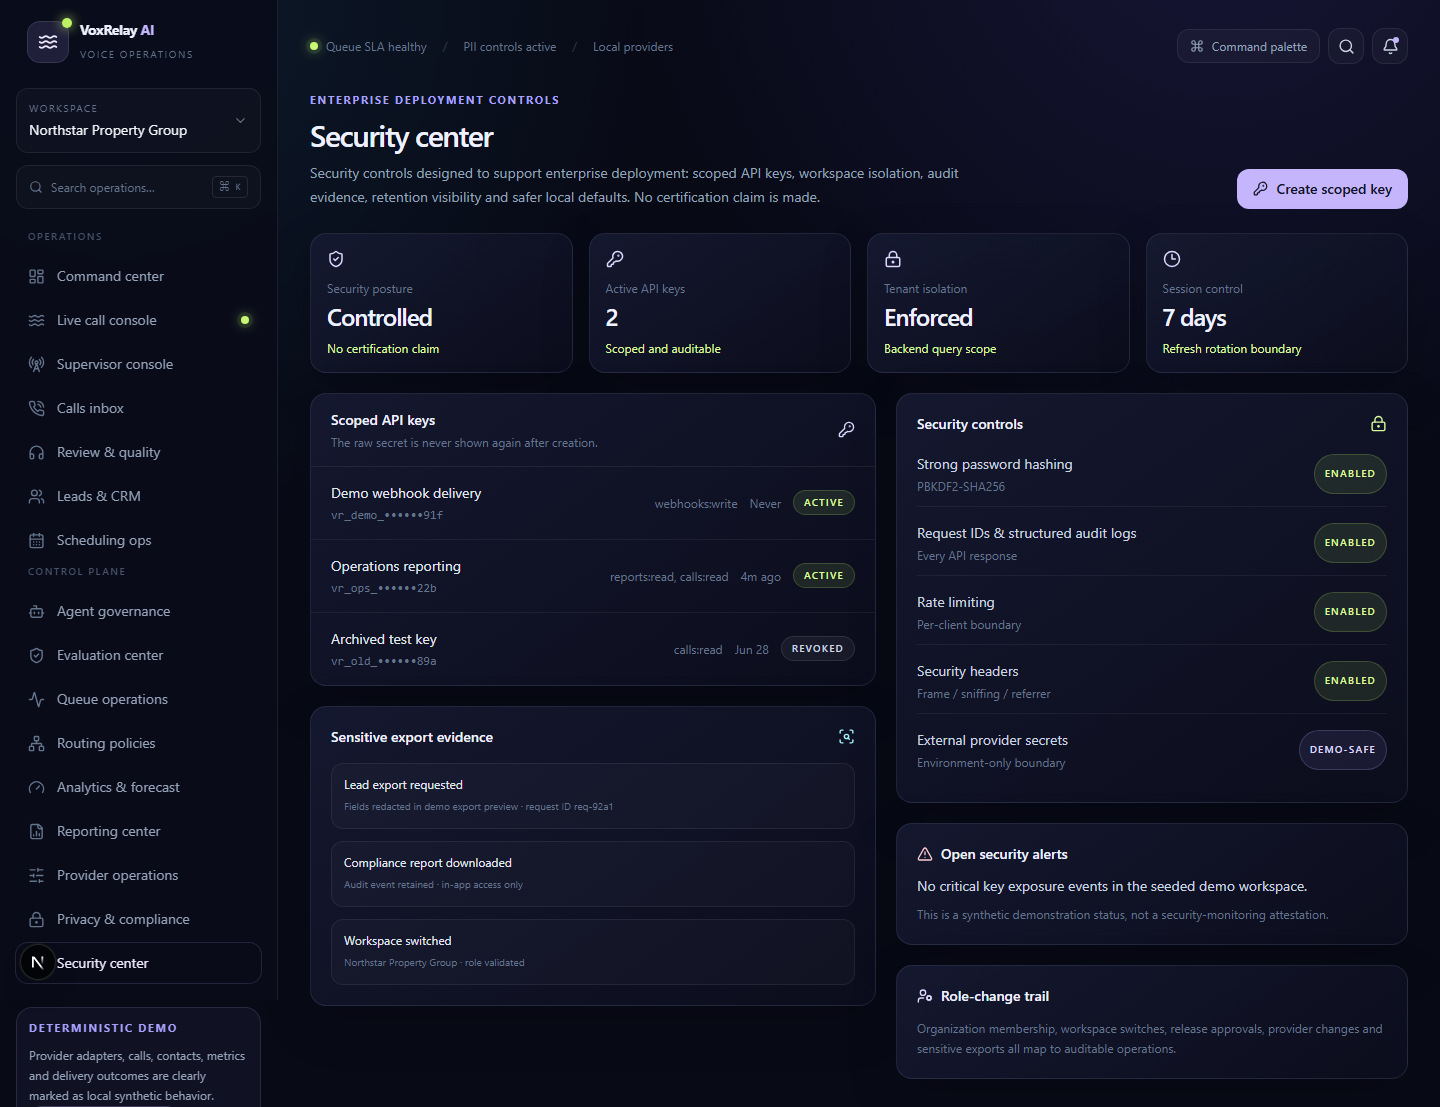 VoxRelay AI
VOICE OPERATIONS
WORKSPACE
Northstar Property Group
Search operations...
⌘ K
OPERATIONS
Command center
Live call console
Supervisor console
Calls inbox
Review & quality
Leads & CRM
Scheduling ops
CONTROL PLANE
Agent governance
Evaluation center
Queue operations
Routing policies
Analytics & forecast
Reporting center
Provider operations
Privacy & compliance
N
Security center
DETERMINISTIC DEMO
Provider adapters, calls, contacts, metrics
and delivery outcomes are clearly
marked as local synthetic behavior.
Queue SLA healthy / PII controls active / Local providers
⌘ Command palette
ENTERPRISE DEPLOYMENT CONTROLS
Security center
Security controls designed to support enterprise deployment: scoped API keys, workspace isolation, audit
evidence, retention visibility and safer local defaults. No certification claim is made.
Create scoped key
Security posture
Controlled
No certification claim
Active API keys
2
Scoped and auditable
Tenant isolation
Enforced
Backend query scope
Session control
7 days
Refresh rotation boundary
Scoped API keys
The raw secret is never shown again after creation.
Demo webhook delivery
vr_demo_••••••91f
webhooks:write Never ACTIVE
Operations reporting
vr_ops_••••••22b
reports:read, calls:read 4m ago ACTIVE
Archived test key
vr_old_••••••89a
calls:read Jun 28 REVOKED
Sensitive export evidence
Lead export requested
Fields redacted in demo export preview · request ID req-92a1
Compliance report downloaded
Audit event retained · in-app access only
Workspace switched
Northstar Property Group · role validated
Security controls
Strong password hashing
PBKDF2-SHA256
ENABLED
Request IDs & structured audit logs
Every API response
ENABLED
Rate limiting
Per-client boundary
ENABLED
Security headers
Frame / sniffing / referrer
ENABLED
External provider secrets
Environment-only boundary
DEMO-SAFE
Open security alerts
No critical key exposure events in the seeded demo workspace.
This is a synthetic demonstration status, not a security-monitoring attestation.
Role-change trail
Organization membership, workspace switches, release approvals, provider changes and
sensitive exports all map to auditable operations.